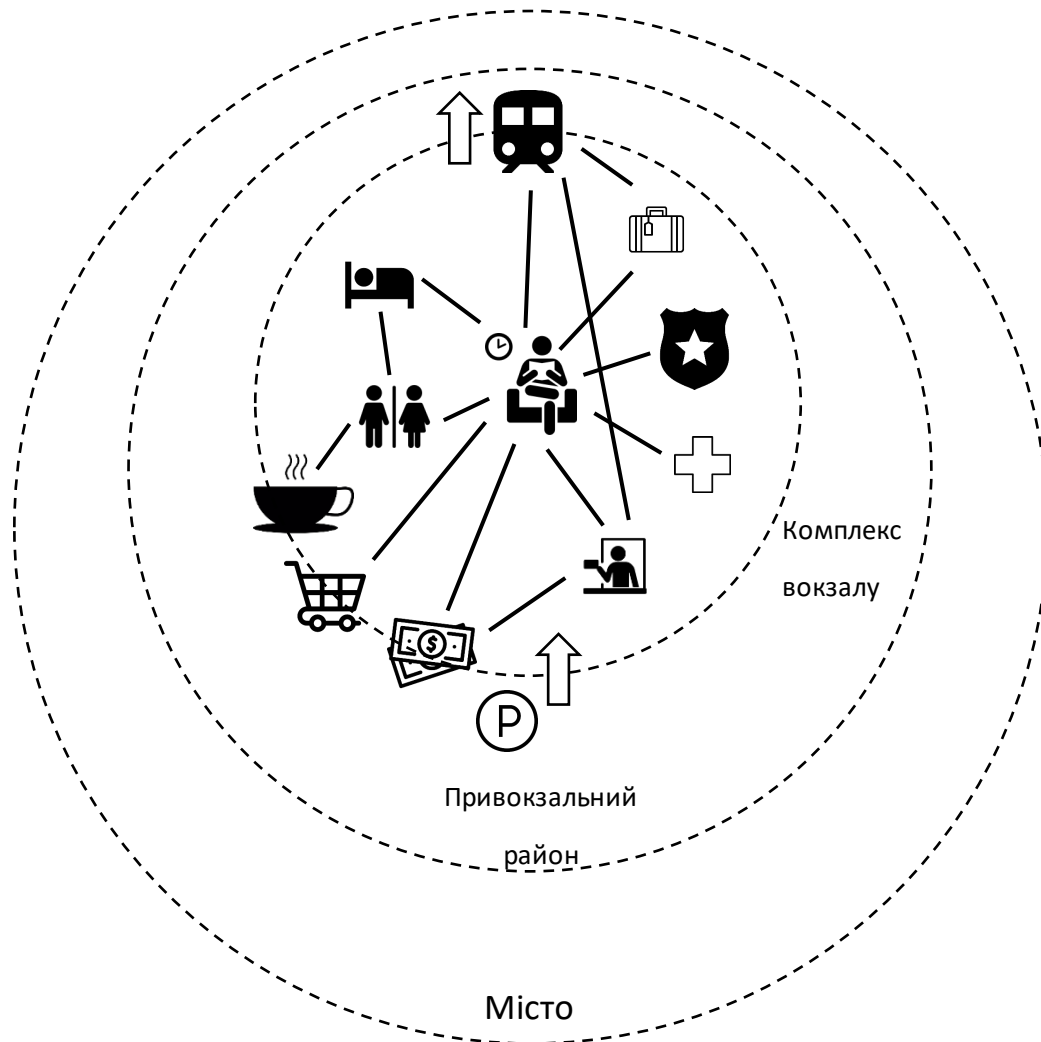 Комплекс
вокзалу
$
P
Привокзальний
район
Місто